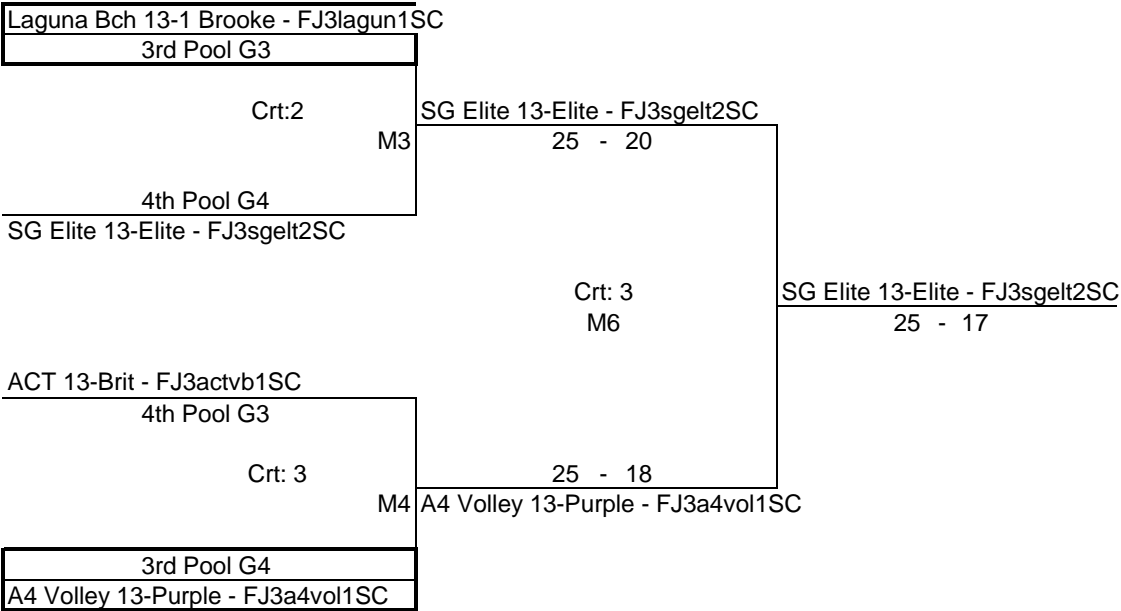 Laguna Bch 13-1 Brooke - FJ3lagun1SC
3rd Pool G3
Crt:2
SG Elite 13-Elite - FJ3sgelt2SC
M3
25 - 20
4th Pool G4
SG Elite 13-Elite - FJ3sgelt2SC
Crt: 3
SG Elite 13-Elite - FJ3sgelt2SC
M6
25 - 17
ACT 13-Brit - FJ3actvb1SC
4th Pool G3
Crt: 3
25 - 18
M4
A4 Volley 13-Purple - FJ3a4vol1SC
3rd Pool G4
A4 Volley 13-Purple - FJ3a4vol1SC